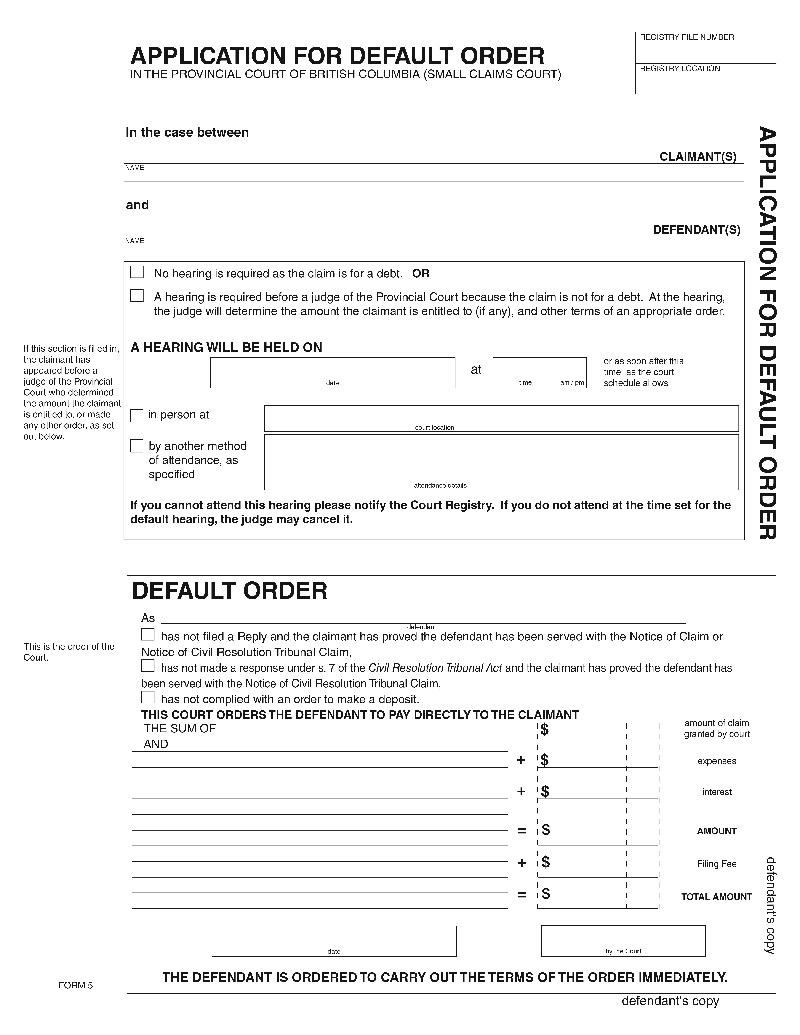 REGISTRY FILE NUMBER
APPLICATION FOR DEFAULT ORDER
IN THE PROVINCIAL COURT OF BRITISH COLUMBIA (SMALL CLAIMS COURT)
REGISTRY LOCATION
In the case between
CLAIMANT(S)
NAME
and
DEFENDANT(S)
NAME
APPLICATION FOR DEFAULT ORDER
No hearing is required as the claim is for a debt. OR
A hearing is required before a judge of the Provincial Court because the claim is not for a debt. At the hearing,
the judge will determine the amount the claimant is entitled to (if any), and other terms of an appropriate order.
If this section is filled in,
the claimant has
appeared before a
judge of the Provincial
Court who determined
the amount the claimant
is entitled to, or made
any other order, as set
out below.
A HEARING WILL BE HELD ON
date
at
time am / pm
or as soon after this
time as the court
schedule allows
in person at
court location
by another method
of attendance, as
specified
attendance details
If you cannot attend this hearing please notify the Court Registry. If you do not attend at the time set for the
default hearing, the judge may cancel it.
DEFAULT ORDER
As
defendant
This is the order of the
Court.
has not filed a Reply and the claimant has proved the defendant has been served with the Notice of Claim or
Notice of Civil Resolution Tribunal Claim,
has not made a response under s. 7 of the Civil Resolution Tribunal Act and the claimant has proved the defendant has
been served with the Notice of Civil Resolution Tribunal Claim.
has not complied with an order to make a deposit.
THIS COURT ORDERS THE DEFENDANT TO PAY DIRECTLY TO THE CLAIMANT
THE SUM OF $ amount of claim
granted by court
AND
+ $ expenses
+ $ interest
= $ AMOUNT
+ $ Filing Fee
= $ TOTAL AMOUNT
defendant's copy
date
by the Court
THE DEFENDANT IS ORDERED TO CARRY OUT THE TERMS OF THE ORDER IMMEDIATELY.
FORM 5
defendant's copy